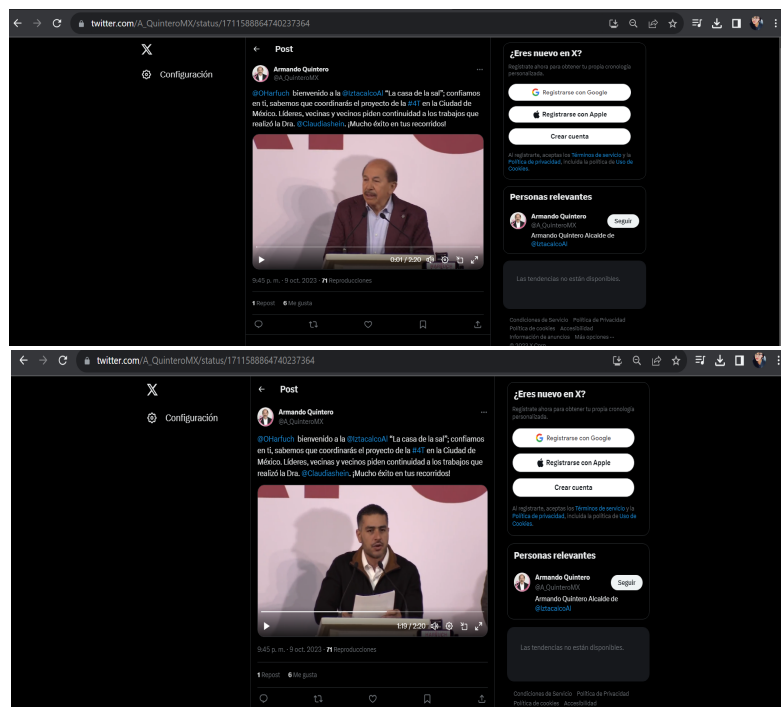 twitter.com/A_QuinteroMX/status/1711588864740237364
X
Configuración
Post
Armando Quintero
@A_QuinteroMX
@OHarfuch bienvenido a la @IztacalcoAl “La casa de la sal”; confiamos
en ti, sabemos que coordinarás el proyecto de la #4T en la Ciudad de
México. Líderes, vecinas y vecinos piden continuidad a los trabajos que
realizó la Dra. @Claudiashein. ¡Mucho éxito en tus recorridos!
0:01 / 2:20
9:45 p. m. · 9 oct. 2023 · 71 Reproducciones
1 Repost 6 Me gusta
¿Eres nuevo en X?
Regístrate ahora para obtener tu propia cronología
personalizada.
Registrarse con Google
Registrarse con Apple
Crear cuenta
Al registrarte, aceptas los Términos de servicio y la
Política de privacidad, incluida la política de Uso de
Cookies.
Personas relevantes
Armando Quintero
@A_QuinteroMX
Seguir
Armando Quintero Alcalde de
@IztacalcoAl
Las tendencias no están disponibles.
Condiciones de Servicio Política de Privacidad
Política de cookies Accesibilidad
Información de anuncios Más opciones ···
© 2023 X Corp.
twitter.com/A_QuinteroMX/status/1711588864740237364
X
Configuración
Post
Armando Quintero
@A_QuinteroMX
@OHarfuch bienvenido a la @IztacalcoAl “La casa de la sal”; confiamos
en ti, sabemos que coordinarás el proyecto de la #4T en la Ciudad de
México. Líderes, vecinas y vecinos piden continuidad a los trabajos que
realizó la Dra. @Claudiashein. ¡Mucho éxito en tus recorridos!
1:19 / 2:20
9:45 p. m. · 9 oct. 2023 · 71 Reproducciones
1 Repost 6 Me gusta
¿Eres nuevo en X?
Regístrate ahora para obtener tu propia cronología
personalizada.
Registrarse con Google
Registrarse con Apple
Crear cuenta
Al registrarte, aceptas los Términos de servicio y la
Política de privacidad, incluida la política de Uso de
Cookies.
Personas relevantes
Armando Quintero
@A_QuinteroMX
Seguir
Armando Quintero Alcalde de
@IztacalcoAl
Las tendencias no están disponibles.
Condiciones de Servicio Política de Privacidad
Política de cookies Accesibilidad